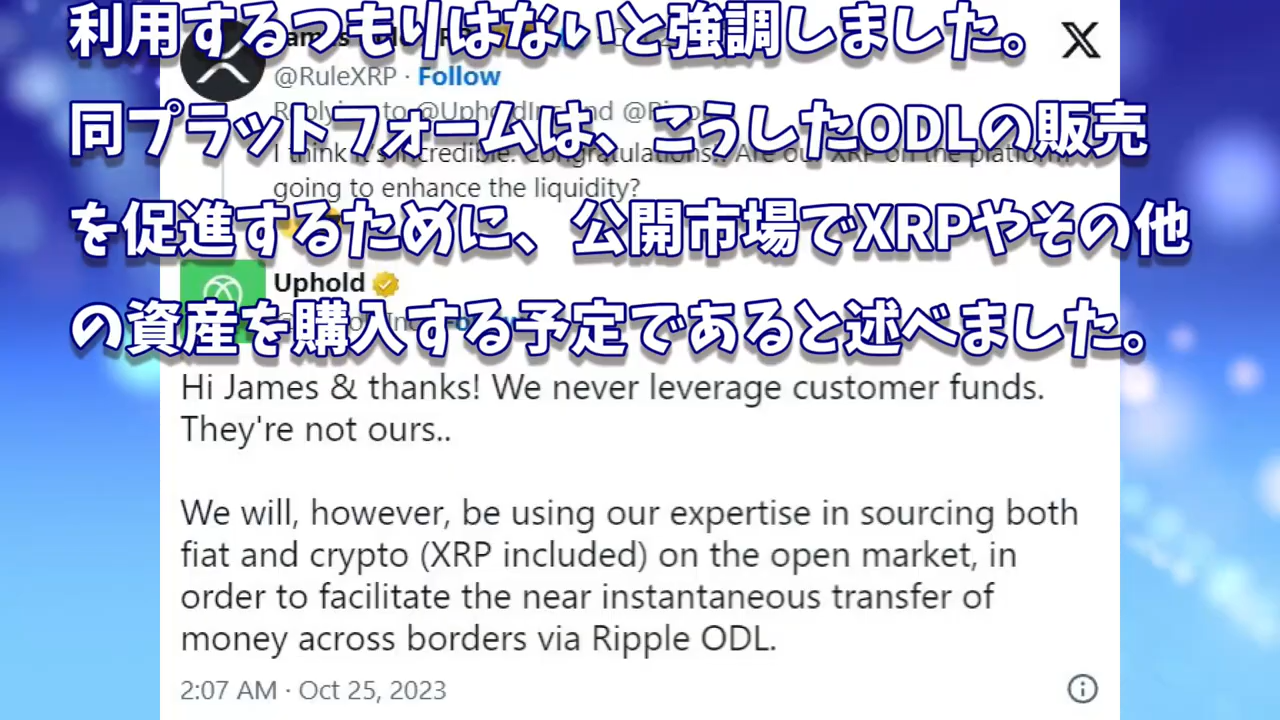 利用するつもりはないと強調しました。
@RuleXRP · Follow
同プラットフォームは、こうしたODLの販売
going to enhance the liquidity?
を促進するために、公開市場でXRPやその他
Uphold
の資産を購入する予定であると述べました。
Hi James & thanks! We never leverage customer funds.
They're not ours..
We will, however, be using our expertise in sourcing both
fiat and crypto (XRP included) on the open market, in
order to facilitate the near instantaneous transfer of
money across borders via Ripple ODL.
2:07 AM · Oct 25, 2023